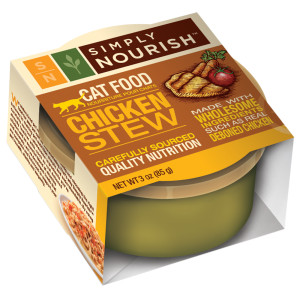 SIMPLY
NOURISH™
S N
CAT FOOD
CHICKEN
STEW
CAREFULLY SOURCED
QUALITY NUTRITION
NET WT 3 oz (85 g)
MADE WITH
WHOLESOME
INGREDIENTS
SUCH AS REAL
DEBONED CHICKEN